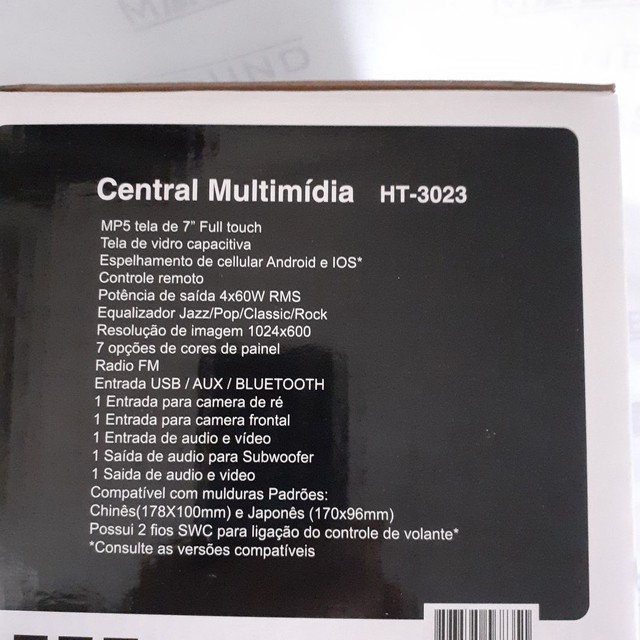 Central Multimídia HT-3023
MP5 tela de 7” Full touch
Tela de vidro capacitiva
Espelhamento de cellular Android e IOS*
Controle remoto
Potência de saída 4x60W RMS
Equalizador Jazz/Pop/Classic/Rock
Resolução de imagem 1024x600
7 opções de cores de painel
Radio FM
Entrada USB / AUX / BLUETOOTH
1 Entrada para camera de ré
1 Entrada para camera frontal
1 Entrada de audio e vídeo
1 Saída de audio para Subwoofer
1 Saida de audio e video
Compatível com mulduras Padrões:
Chinês(178X100mm) e Japonês (170x96mm)
Possui 2 fios SWC para ligação do controle de volante*
*Consulte as versões compatíveis